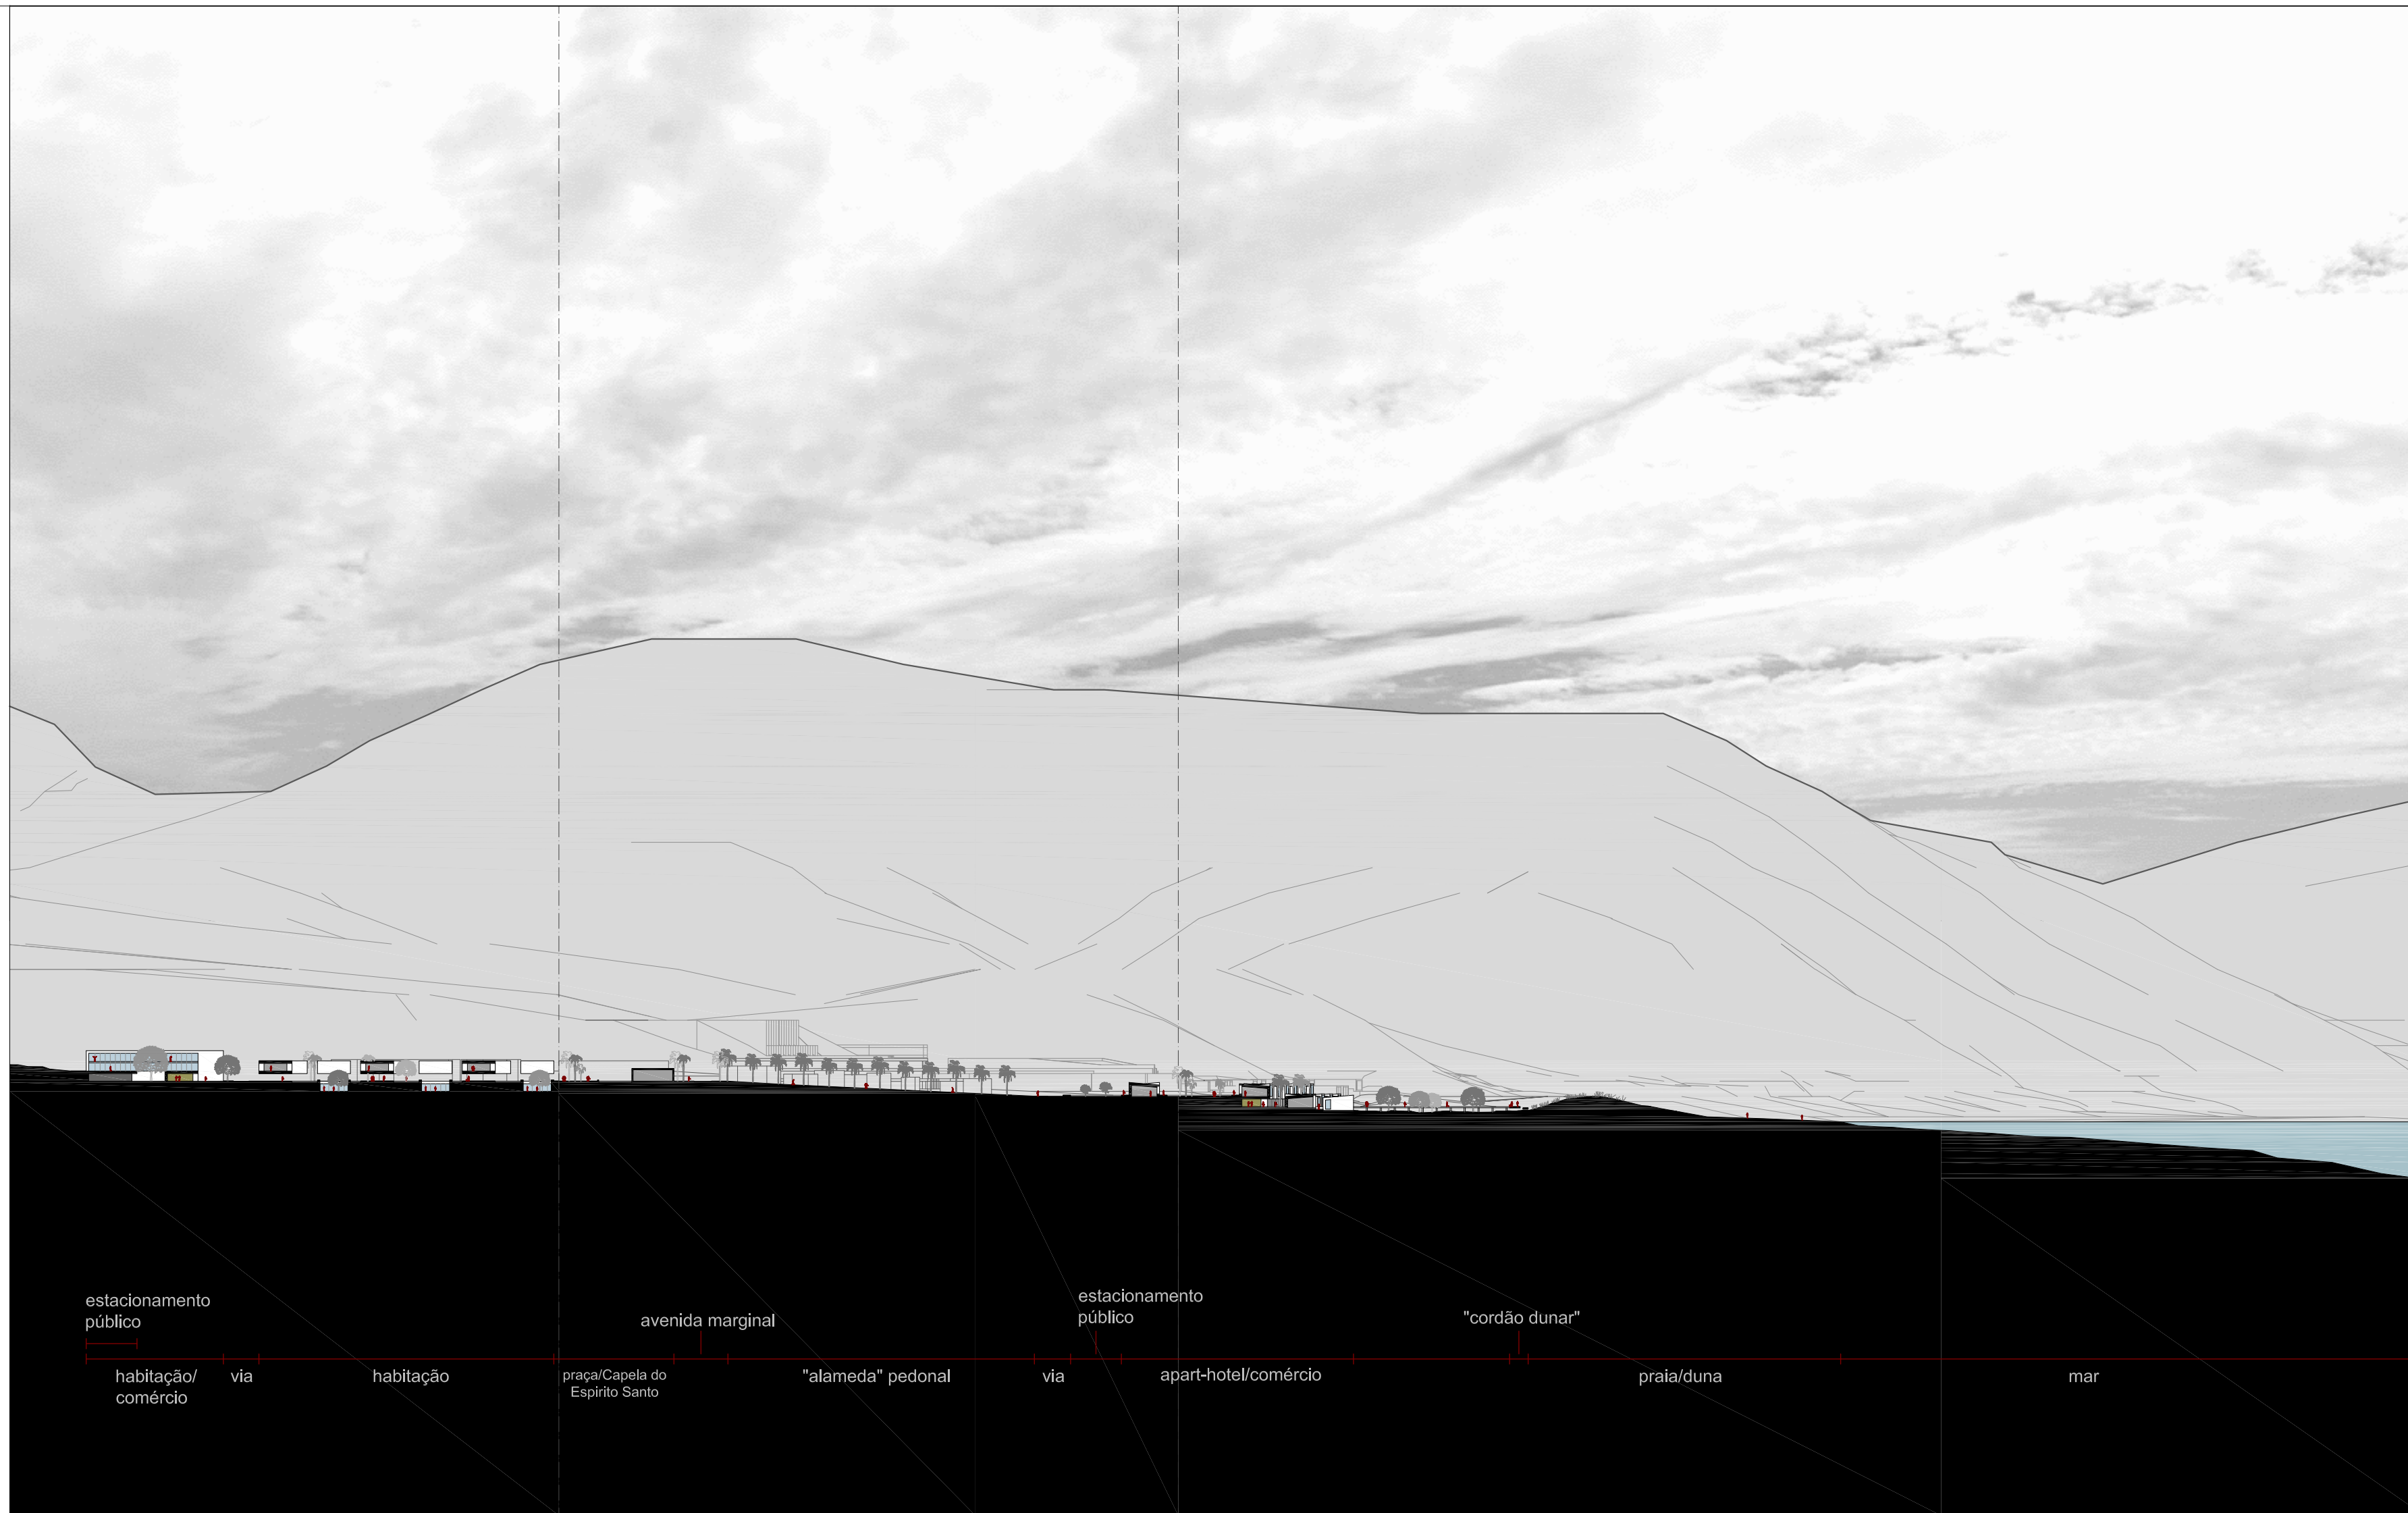 estacionamento
público
avenida marginal
estacionamento
público
"cordão dunar"
habitação/
comércio
via
habitação
praça/Capela do
Espirito Santo
"alameda" pedonal
via
apart-hotel/comércio
praia/duna
mar